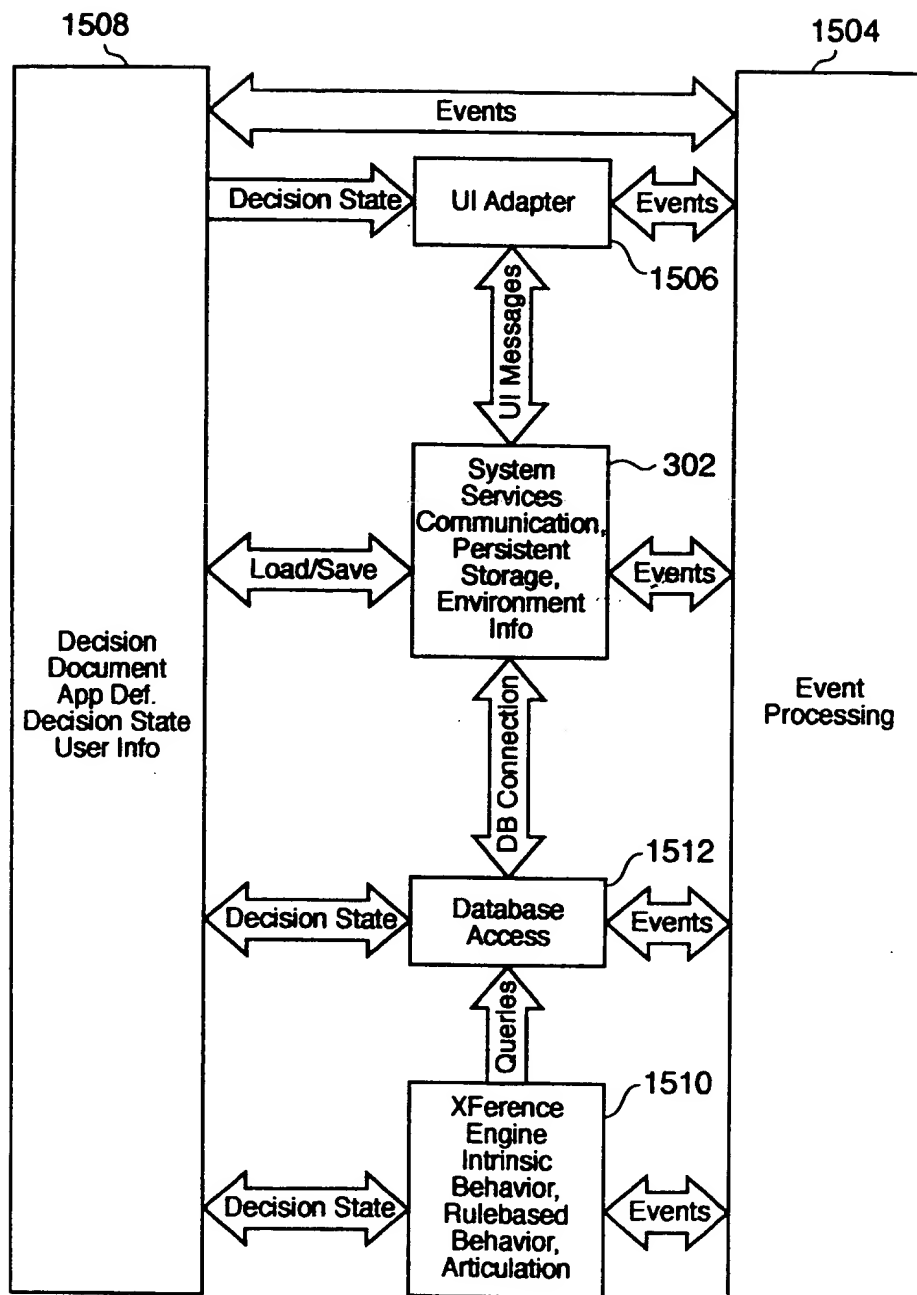 1508
1504
Events
Decision State
UI Adapter
Events
1506
UI Messages
302
System
Services
Communication,
Persistent
Storage,
Environment
Info
Load/Save
Events
Decision
Document
App Def.
Decision State
User Info
Event
Processing
DB Connection
1512
Decision State
Database
Access
Events
Queries
1510
XFerence
Engine
Intrinsic
Behavior,
Rulebased
Behavior,
Articulation
Decision State
Events